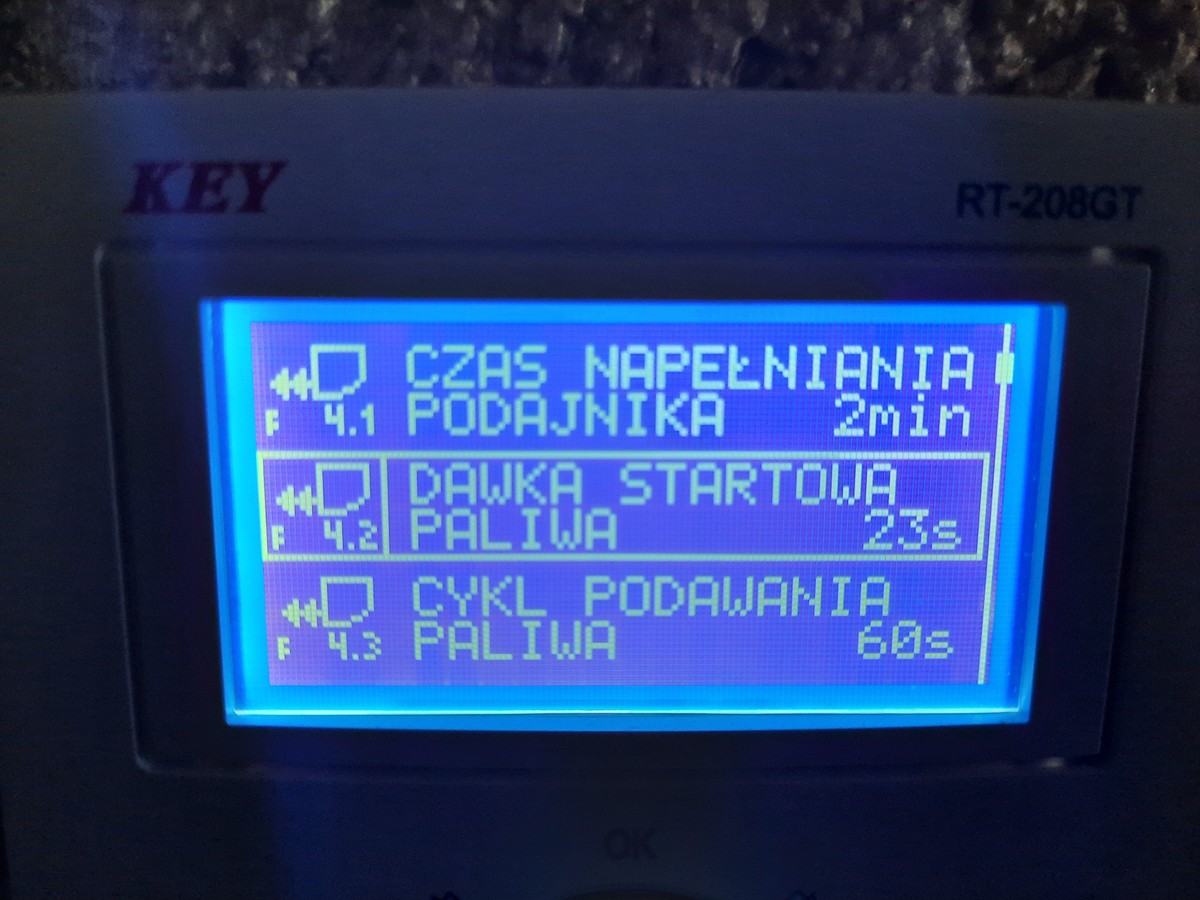 KEY
RT-208GT
CZAS NAPEŁNIANIA
F 4.1 PODAJNIKA 2min
DAWKA STARTOWA
F 4.2 PALIWA 23s
CYKL PODAWANIA
F 4.3 PALIWA 60s
OK